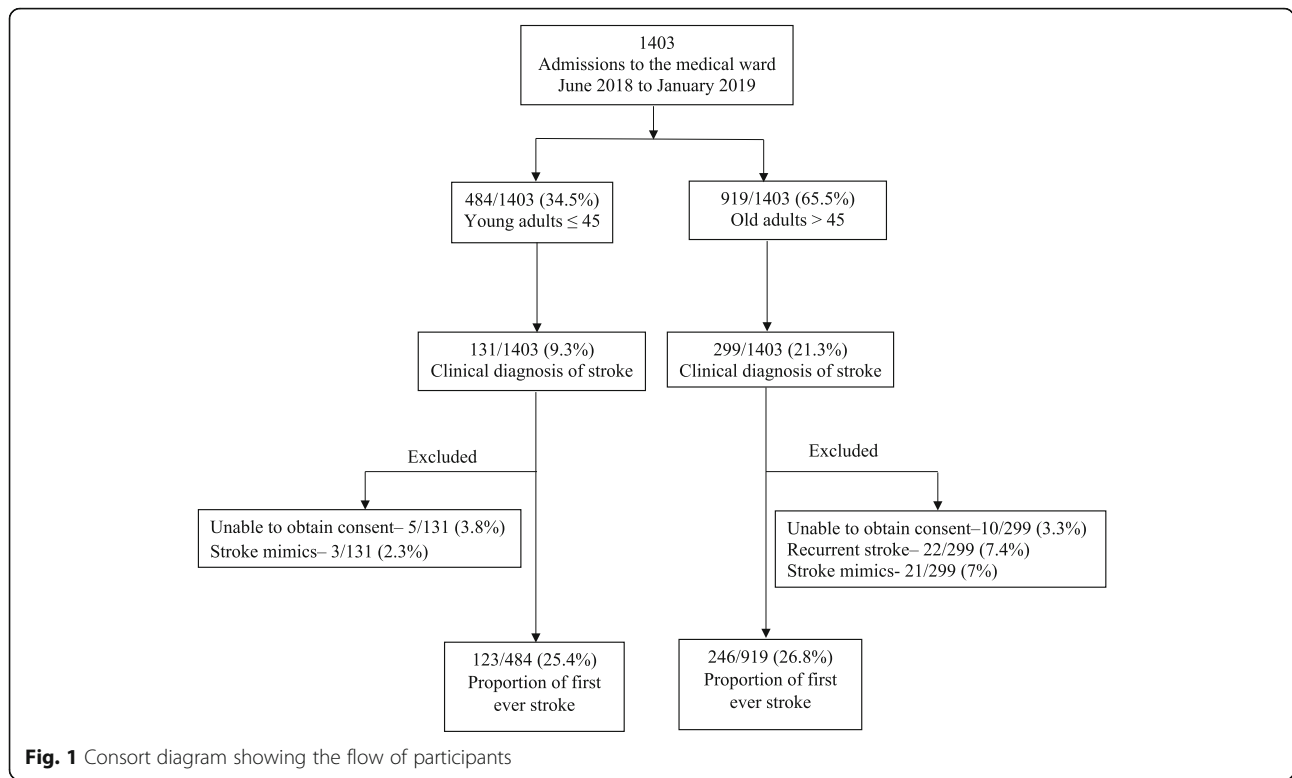 1403
Admissions to the medical ward
June 2018 to January 2019
484/1403 (34.5%)
Young adults ≤ 45
919/1403 (65.5%)
Old adults > 45
131/1403 (9.3%)
Clinical diagnosis of stroke
299/1403 (21.3%)
Clinical diagnosis of stroke
Excluded
Excluded
Unable to obtain consent– 5/131 (3.8%)
Stroke mimics– 3/131 (2.3%)
Unable to obtain consent–10/299 (3.3%)
Recurrent stroke– 22/299 (7.4%)
Stroke mimics- 21/299 (7%)
123/484 (25.4%)
Proportion of first
ever stroke
246/919 (26.8%)
Proportion of first
ever stroke
Fig. 1 Consort diagram showing the flow of participants